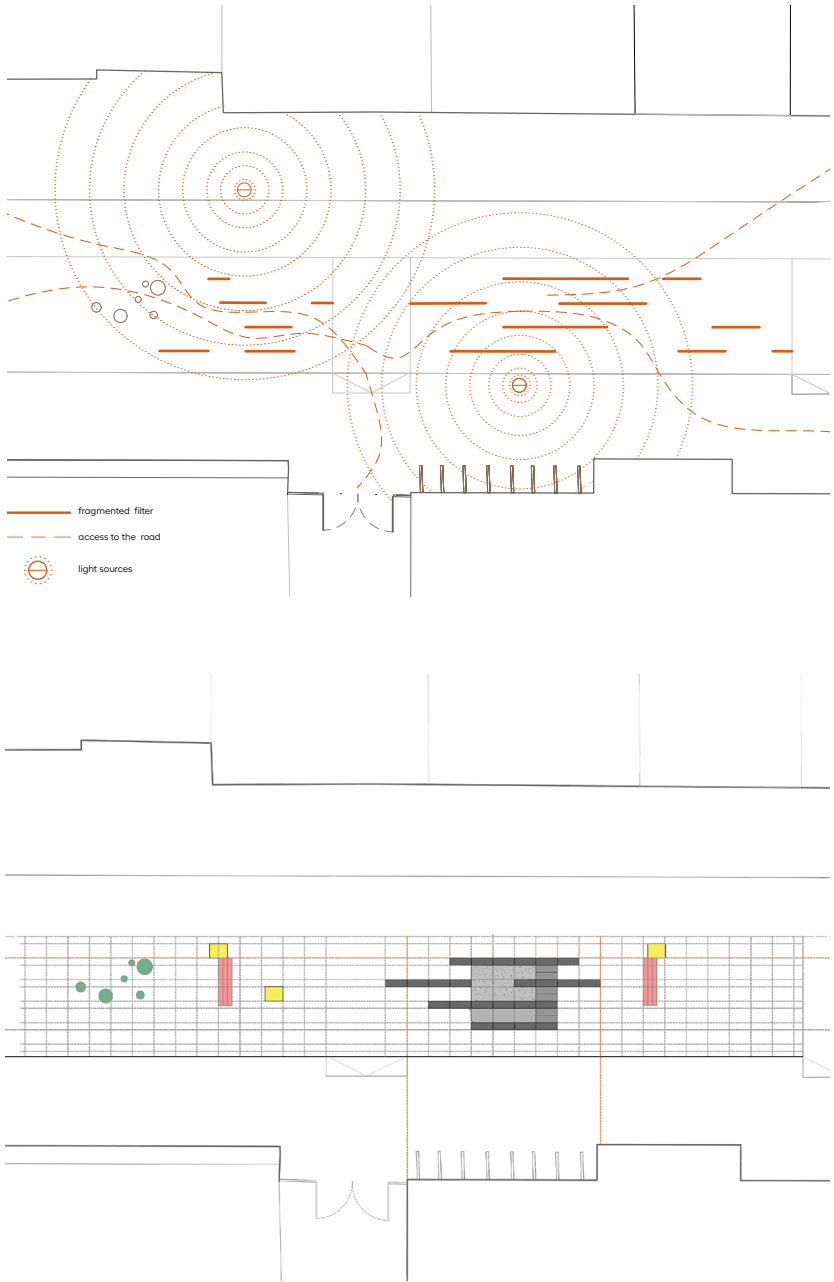 fragmented filter
access to the road
light sources